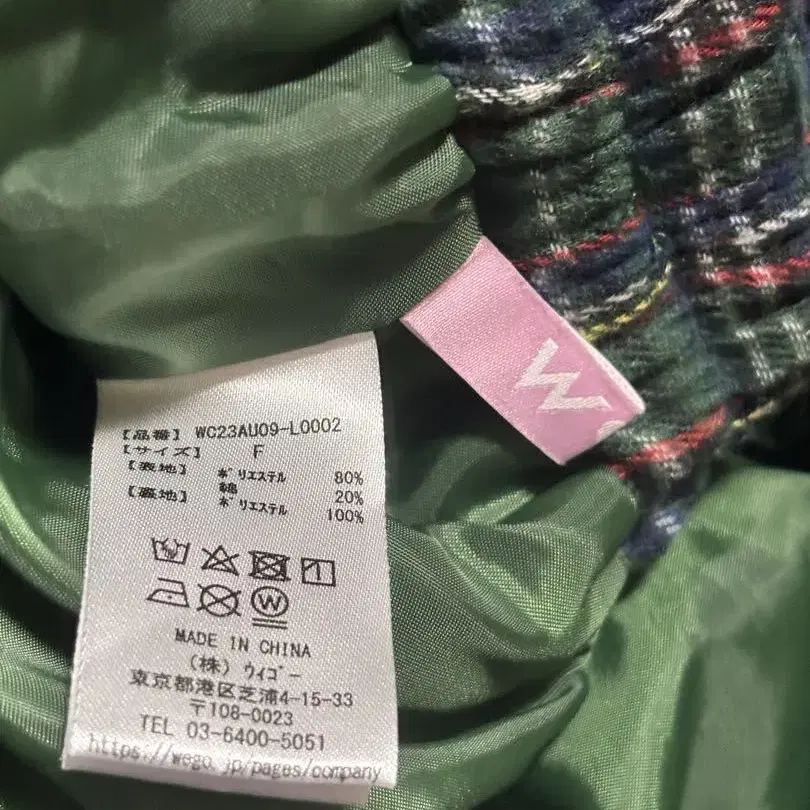 W
【品番】 WC23AU09-L0002
【サイズ】 F
【表地】 ポリエステル 80%
綿 20%
【裏地】 ポリエステル 100%
W
MADE IN CHINA
(株) ウィゴー
東京都港区芝浦4-15-33
〒108-0023
TEL 03-6400-5051
https://wego.jp/pages/company